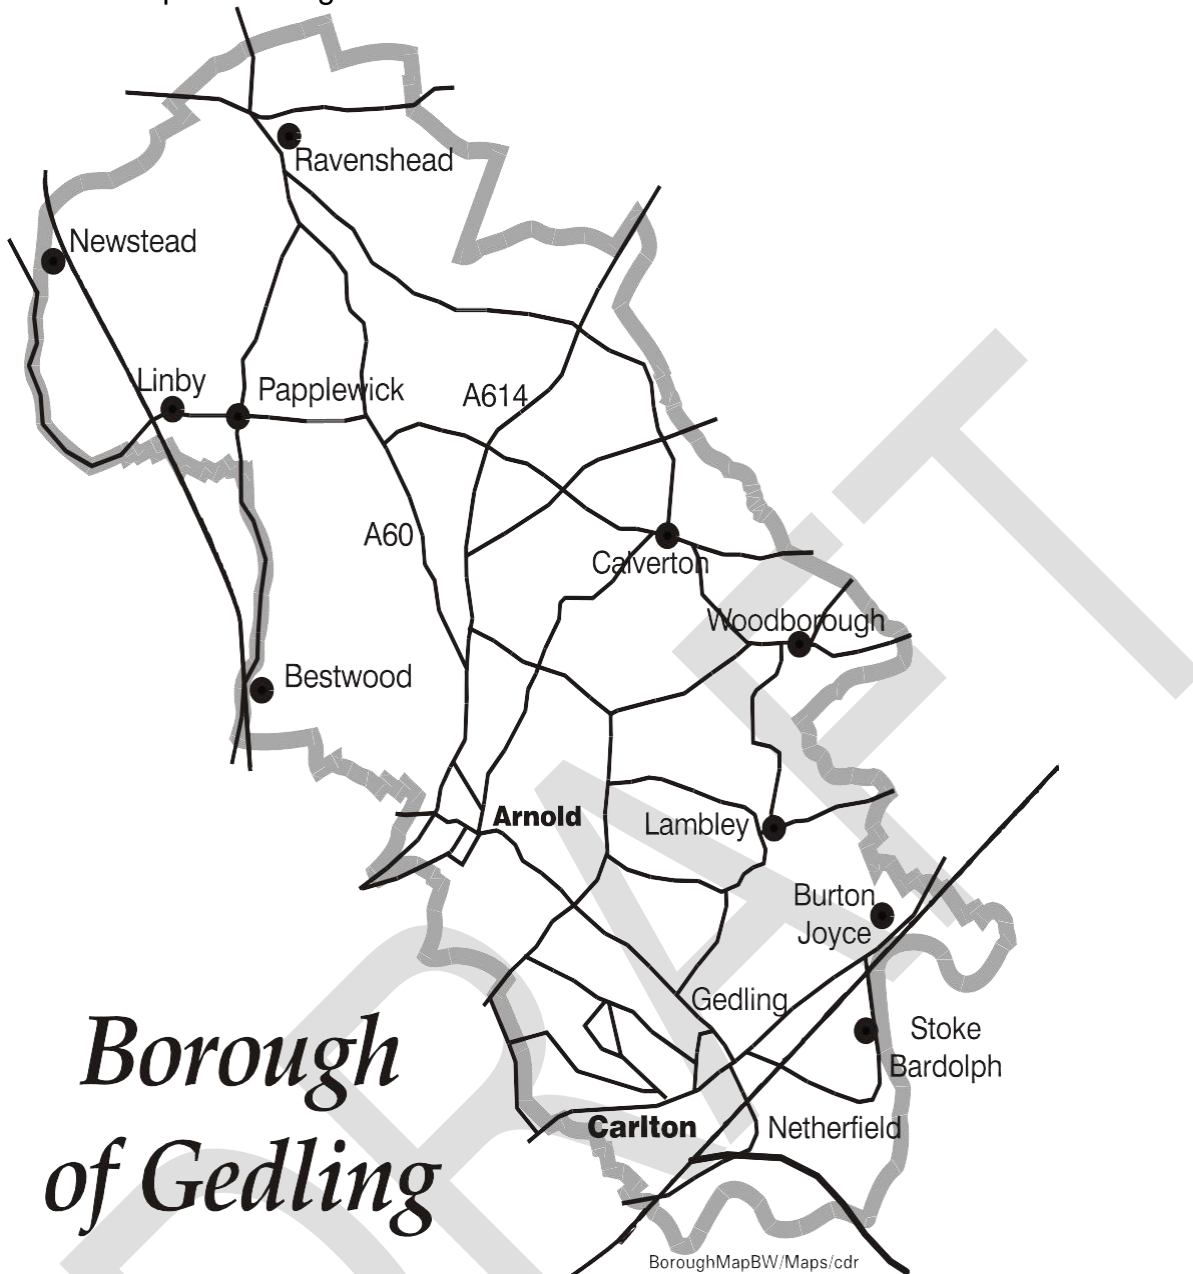 Ravenshead
Newstead
Linby
Papplewick
A614
A60
Calverton
Woodborough
Bestwood
Arnold
Lambley
Burton
Joyce
Gedling
Stoke
Bardolph
Carlton
Netherfield
Borough
of Gedling
BoroughMapBW/Maps/cdr
DRAFT